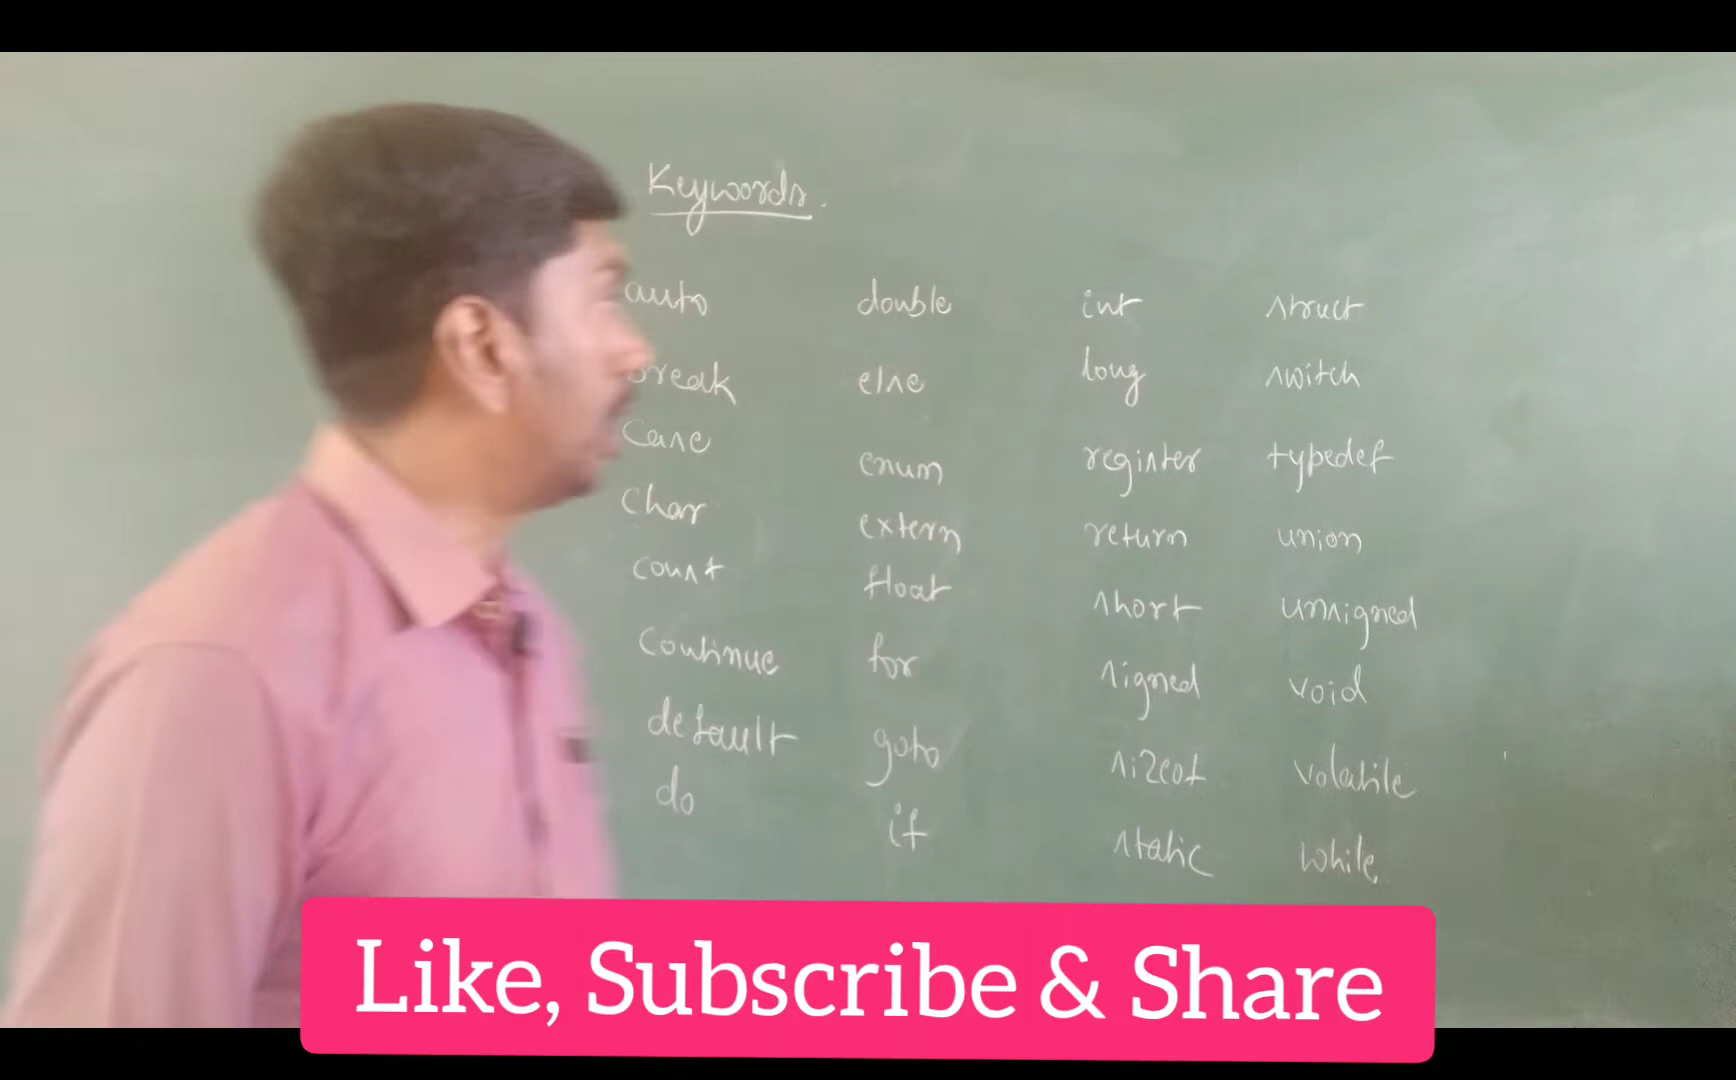 Keywords.
auto double int struct
break else long switch
case enum register typedef
char extern return union
const float short unsigned
continue for signed void
default goto sizeof volatile
do if static while
Like, Subscribe & Share